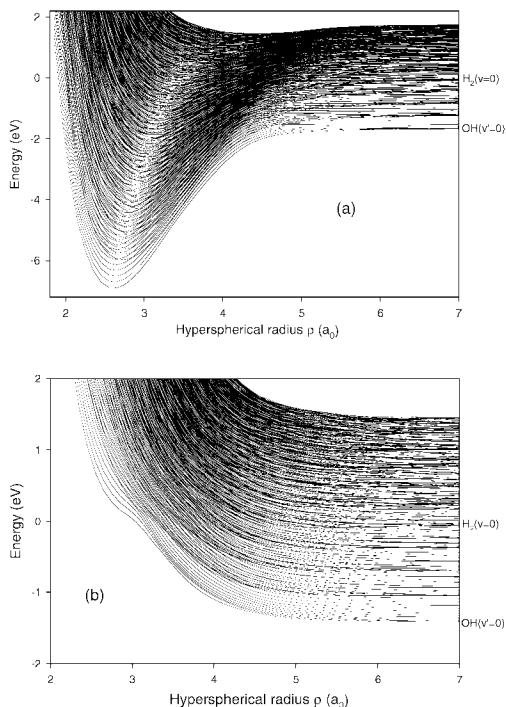 2
0
-2
-4
-6
Energy (eV)
H2(v=0)
OH(v'=0)
(a)
2 3 4 5 6 7
Hyperspherical radius ρ (a0)
2
1
0
-1
-2
Energy (eV)
H2(v=0)
OH(v'=0)
(b)
2 3 4 5 6 7
Hyperspherical radius ρ (a0)